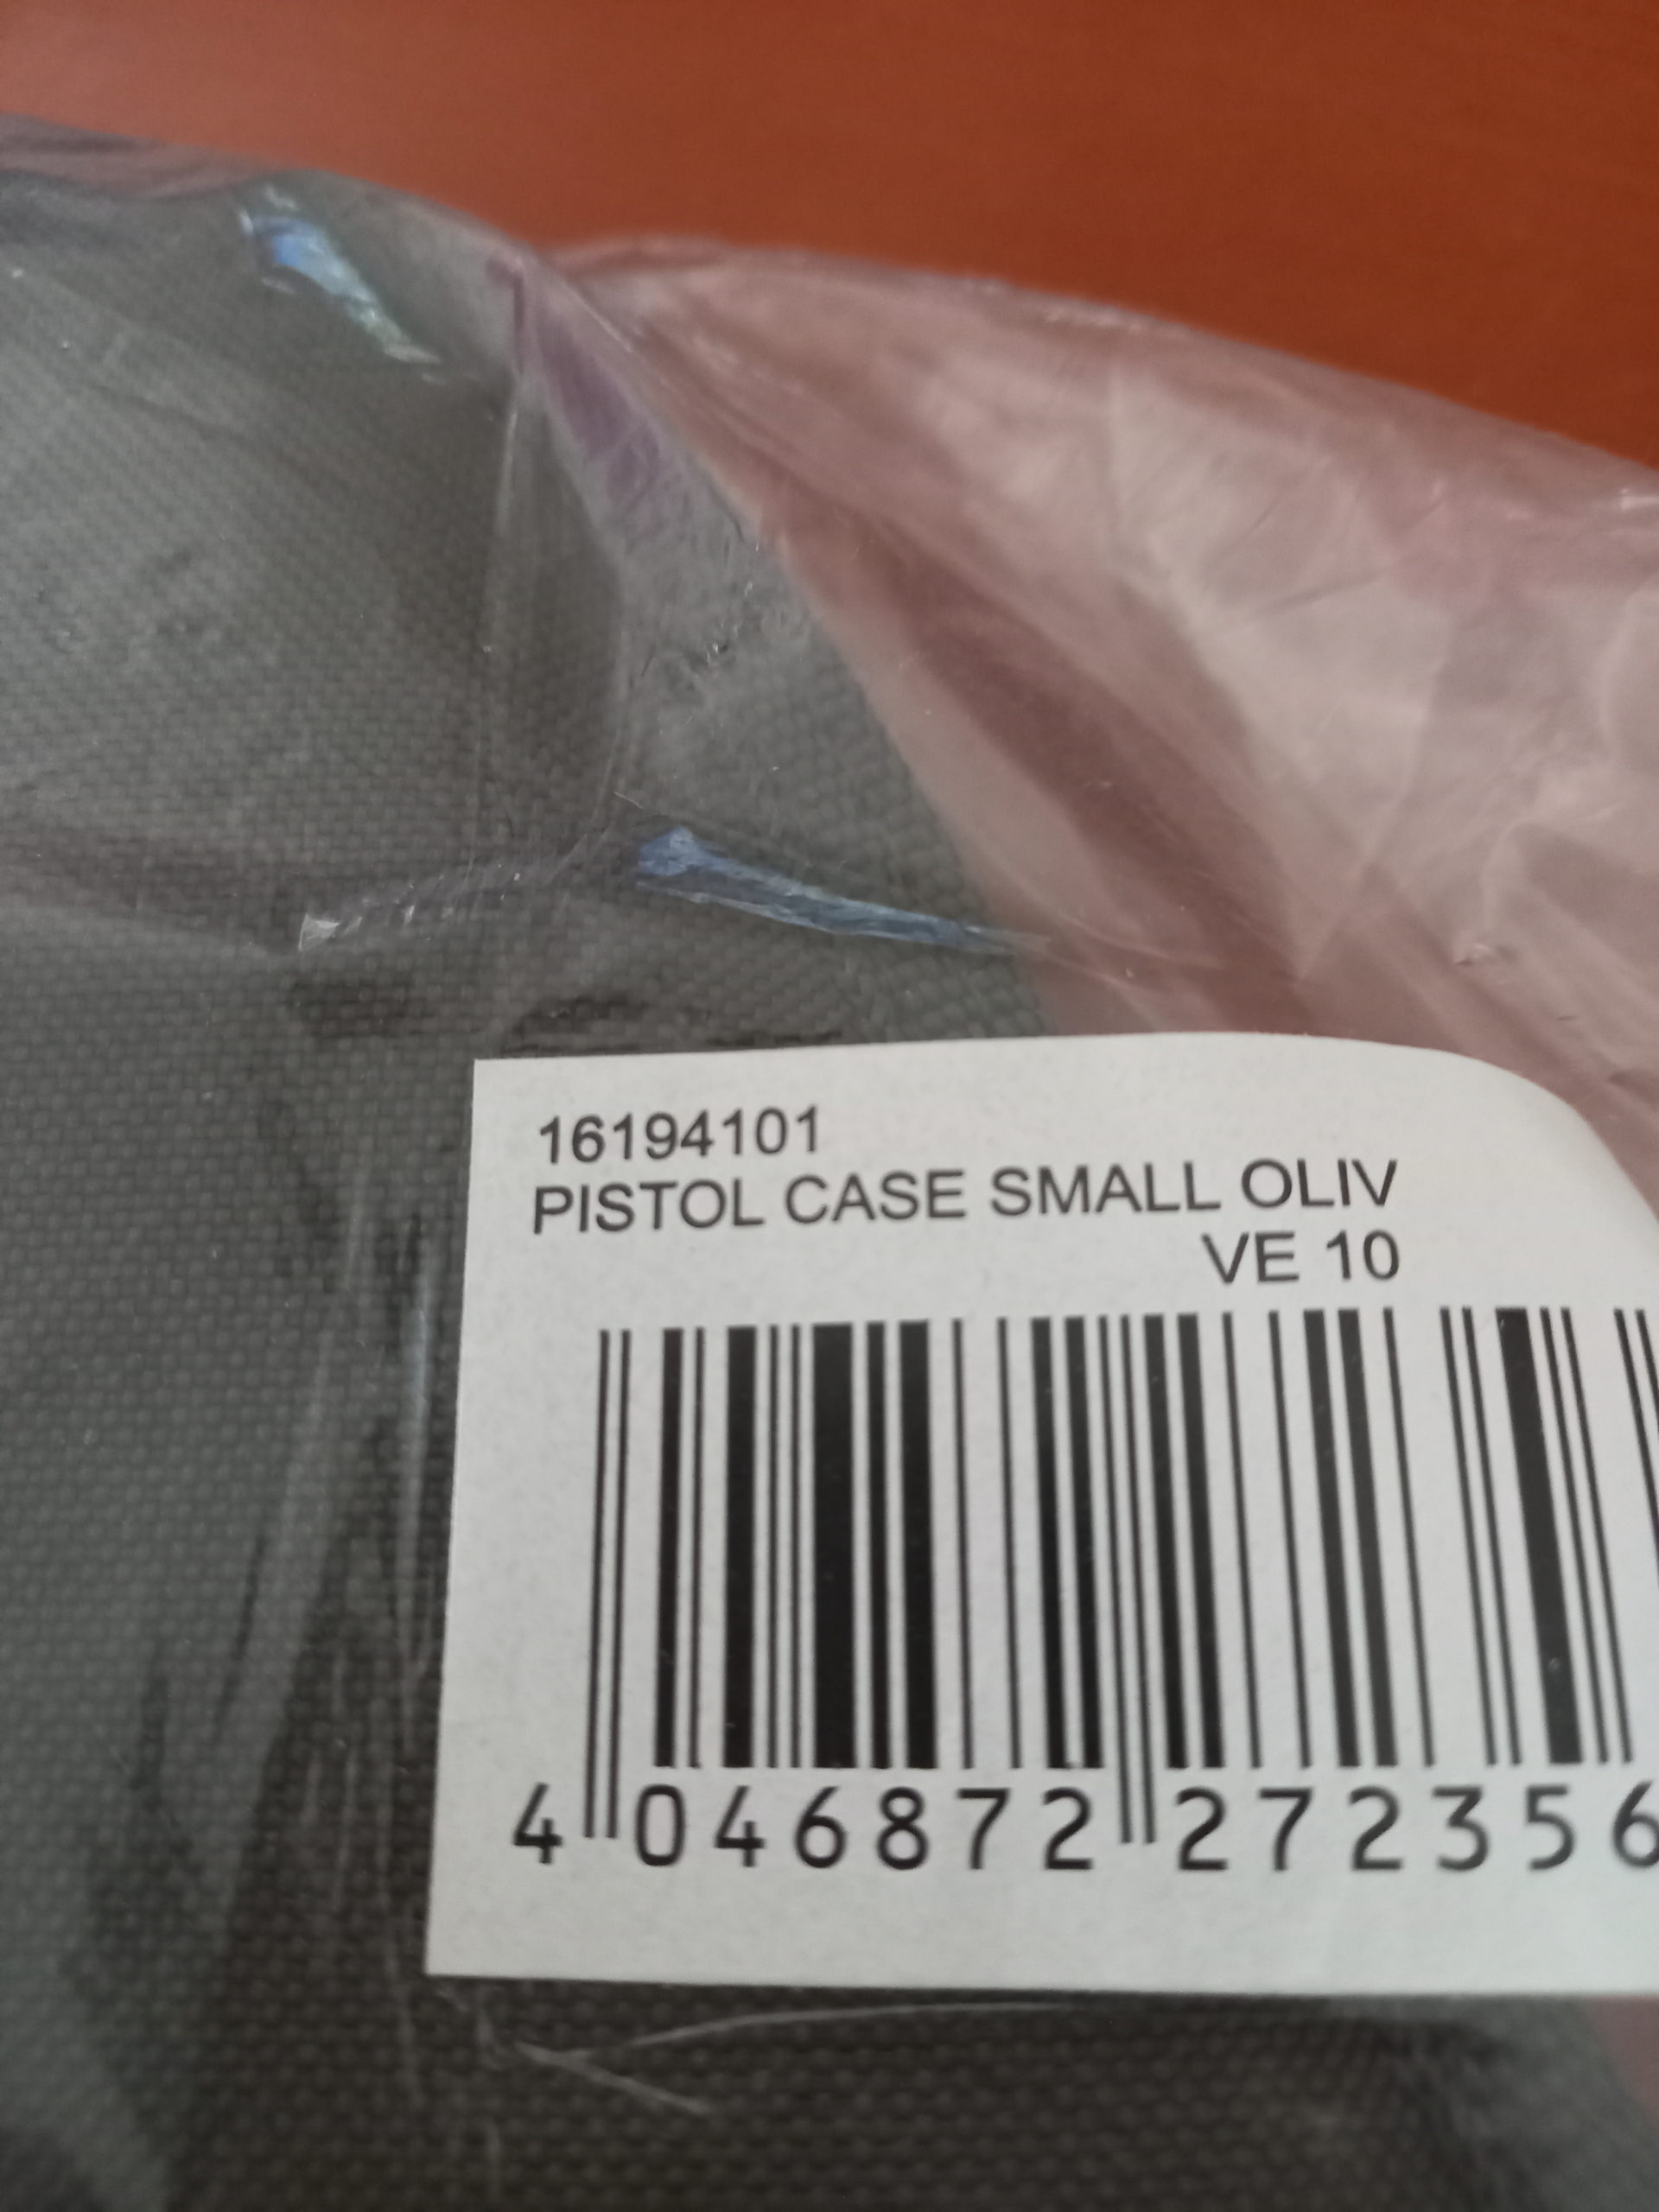 16194101
PISTOL CASE SMALL OLIV
VE 10
4 046872 272356